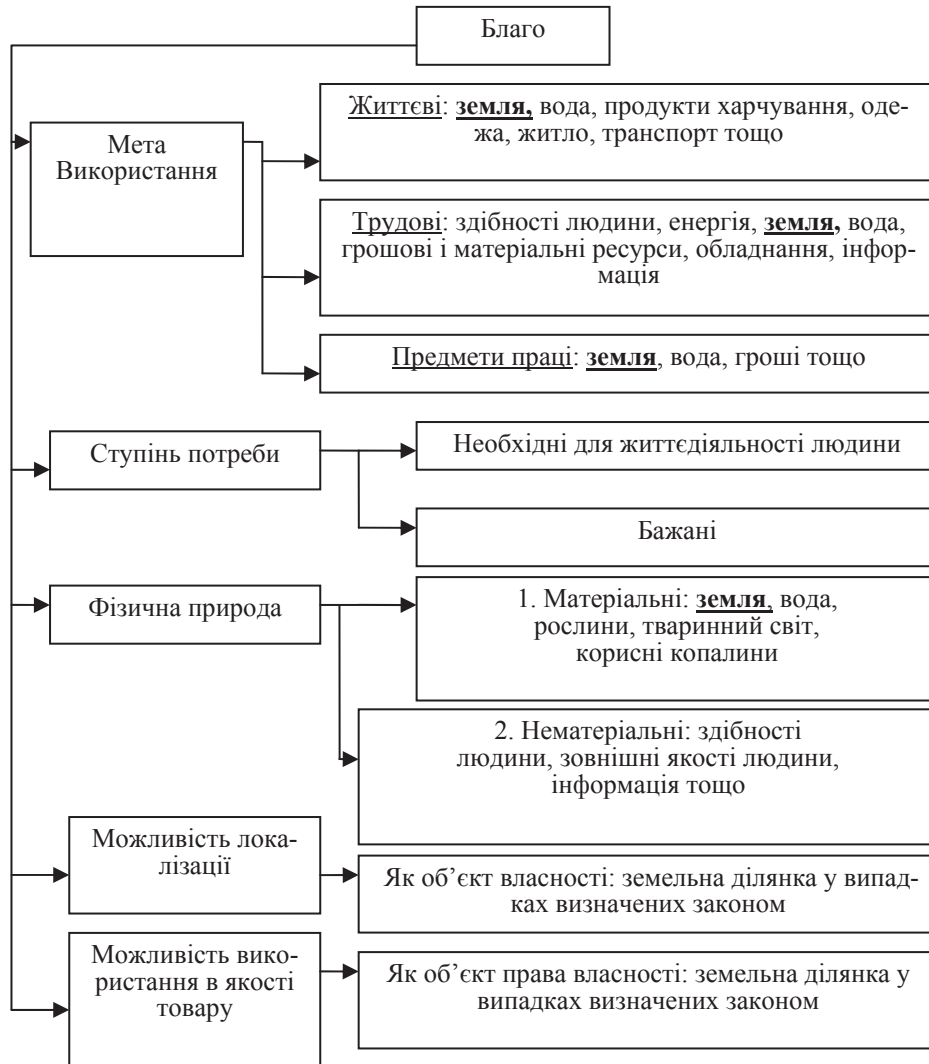 Благо
Життєві: земля, вода, продукти харчування, оде-
жа, житло, транспорт тощо
Мета
Використання
Трудові: здібності людини, енергія, земля, вода,
грошові і матеріальні ресурси, обладнання, інфор-
мація
Предмети праці: земля, вода, гроші тощо
Ступінь потреби
Необхідні для життєдіяльності людини
Бажані
Фізична природа
1. Матеріальні: земля, вода,
рослини, тваринний світ,
корисні копалини
2. Нематеріальні: здібності
людини, зовнішні якості людини,
інформація тощо
Можливість лока-
лізації
Як об’єкт власності: земельна ділянка у випад-
ках визначених законом
Можливість вико-
ристання в якості
товару
Як об’єкт права власності: земельна ділянка у
випадках визначених законом